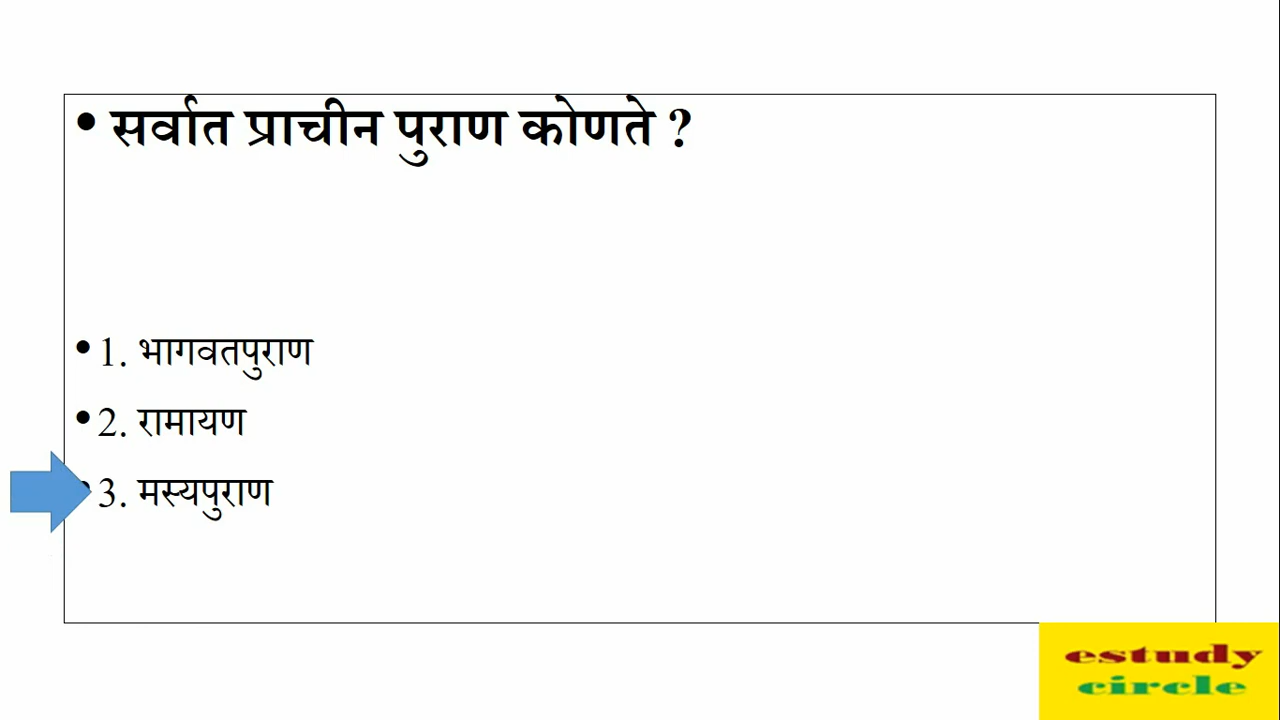 • सर्वात प्राचीन पुराण कोणते ?
• 1. भागवतपुराण
• 2. रामायण
• 3. मस्यपुराण
estudy
circle